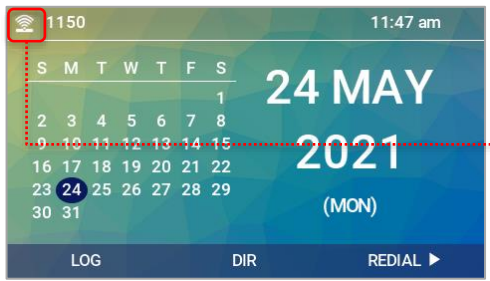 1150 11:47 am
S M T W T F S
1
2 3 4 5 6 7 8
9 10 11 12 13 14 15
16 17 18 19 20 21 22
23 24 25 26 27 28 29
30 31
24 MAY
2021
(MON)
LOG DIR REDIAL ▶